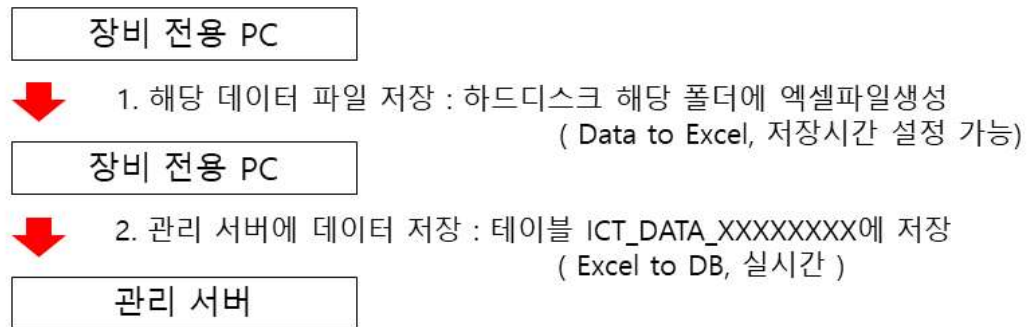 장비 전용 PC
1. 해당 데이터 파일 저장 : 하드디스크 해당 폴더에 엑셀파일생성
( Data to Excel, 저장시간 설정 가능)
장비 전용 PC
2. 관리 서버에 데이터 저장 : 테이블 ICT_DATA_XXXXXXXX에 저장
( Excel to DB, 실시간 )
관리 서버